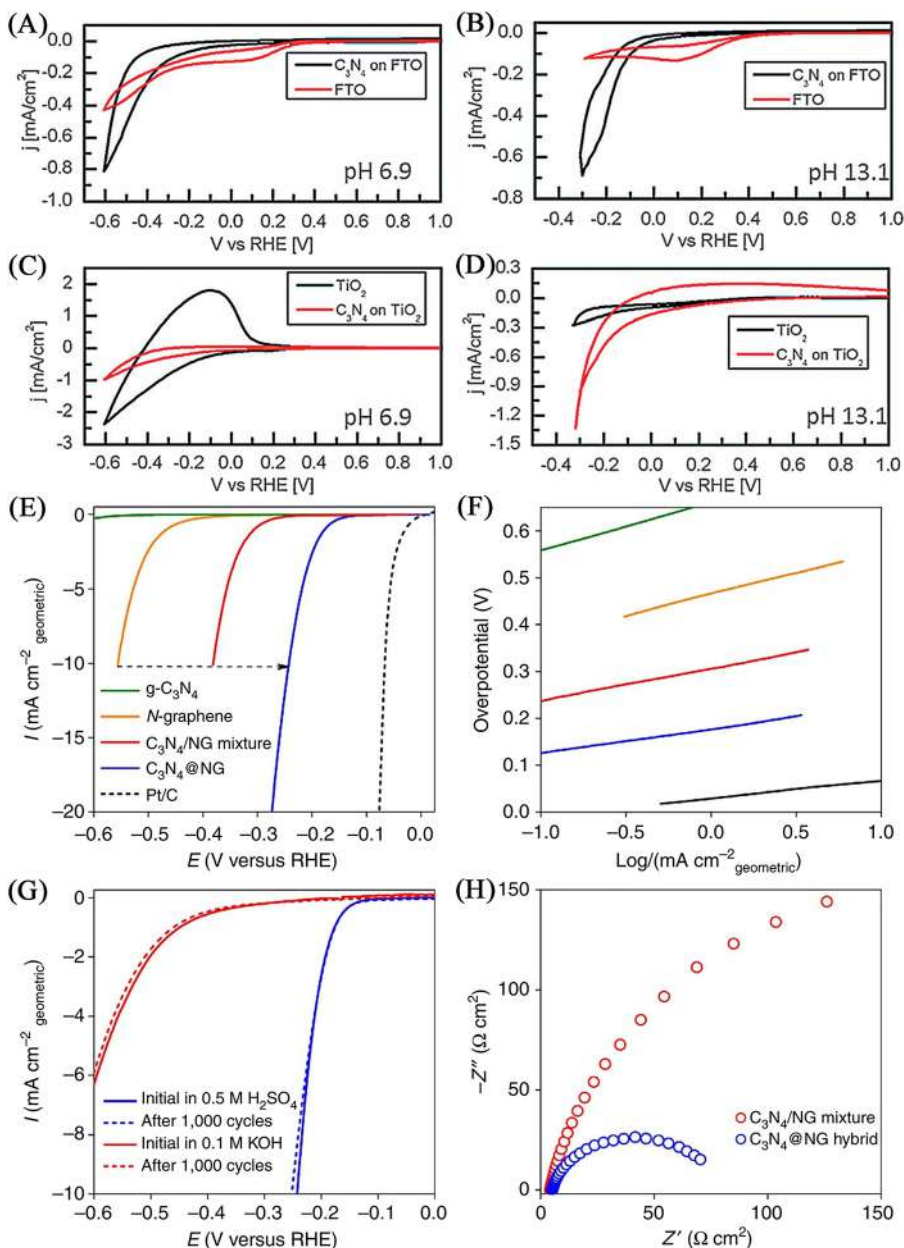 (A)
0.0
-0.2
-0.4
-0.6
-0.8
-1.0
j [mA/cm²]
C₃N₄ on FTO
FTO
pH 6.9
-0.6 -0.4 -0.2 0.0 0.2 0.4 0.6 0.8 1.0
V vs RHE [V]
(B)
0.0
-0.2
-0.4
-0.6
-0.8
j [mA/cm²]
C₃N₄ on FTO
FTO
pH 13.1
-0.4 -0.2 0.0 0.2 0.4 0.6 0.8 1.0
V vs RHE [V]
(C)
2
1
0
-1
-2
-3
j [mA/cm²]
TiO₂
C₃N₄ on TiO₂
pH 6.9
-0.6 -0.4 -0.2 0.0 0.2 0.4 0.6 0.8 1.0
V vs RHE [V]
(D)
0.3
0.0
-0.3
-0.6
-0.9
-1.2
-1.5
j [mA/cm²]
TiO₂
C₃N₄ on TiO₂
pH 13.1
-0.4 -0.2 0.0 0.2 0.4 0.6 0.8 1.0
V vs RHE [V]
(E)
0
−5
−10
−15
−20
I (mA cm⁻² geometric)
g-C₃N₄
N-graphene
C₃N₄/NG mixture
C₃N₄@NG
Pt/C
−0.6 −0.5 −0.4 −0.3 −0.2 −0.1 0.0
E (V versus RHE)
(F)
0.6
0.5
0.4
0.3
0.2
0.1
0.0
Overpotential (V)
−1.0 −0.5 0.0 0.5 1.0
Log/(mA cm⁻² geometric)
(G)
0
−2
−4
−6
−8
−10
I (mA cm⁻² geometric)
Initial in 0.5 M H₂SO₄
After 1,000 cycles
Initial in 0.1 M KOH
After 1,000 cycles
−0.6 −0.5 −0.4 −0.3 −0.2 −0.1 0.0
E (V versus RHE)
(H)
150
100
50
0
−Z″ (Ω cm²)
C₃N₄/NG mixture
C₃N₄@NG hybrid
0 50 100 150
Z′ (Ω cm²)